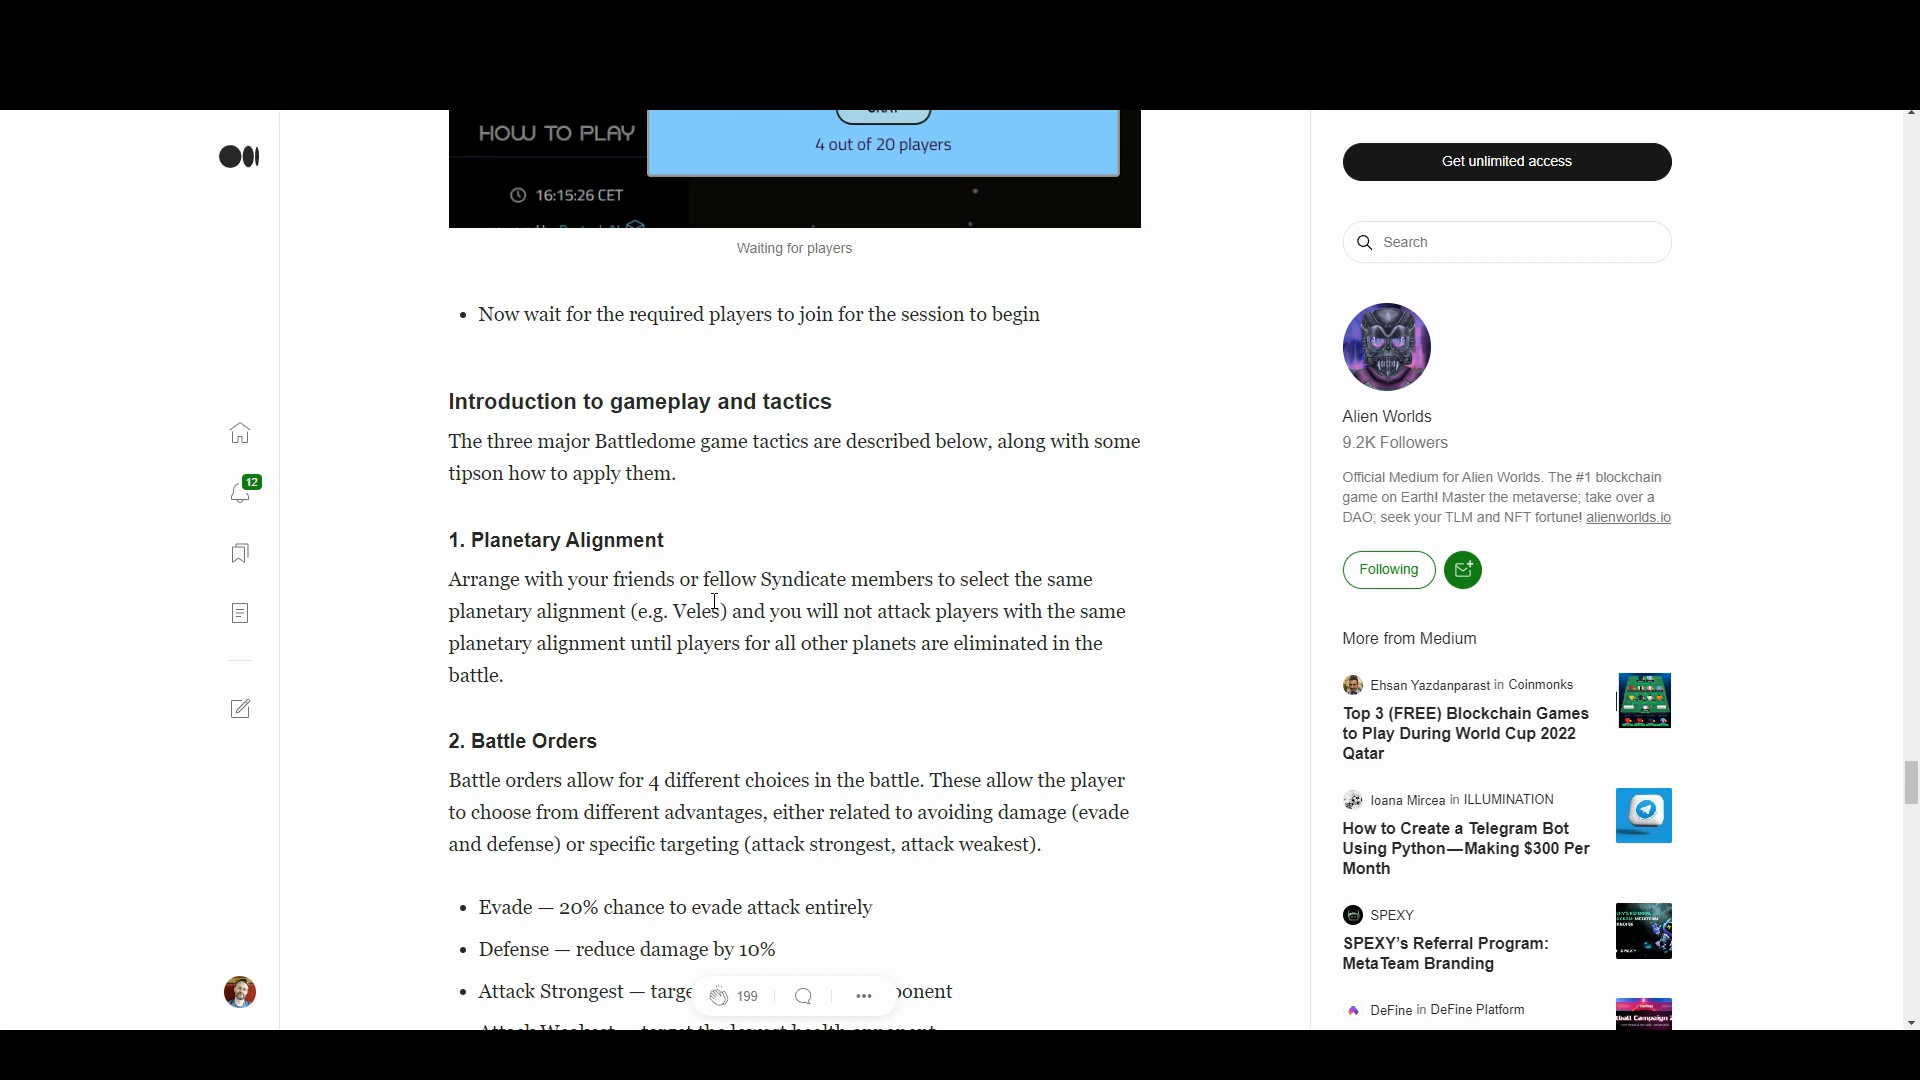 HOW TO PLAY
4 out of 20 players
16:15:26 CET
Waiting for players
Now wait for the required players to join for the session to begin
Introduction to gameplay and tactics
The three major Battledome game tactics are described below, along with some
tipson how to apply them.
1. Planetary Alignment
Arrange with your friends or fellow Syndicate members to select the same
planetary alignment (e.g. Veles) and you will not attack players with the same
planetary alignment until players for all other planets are eliminated in the
battle.
2. Battle Orders
Battle orders allow for 4 different choices in the battle. These allow the player
to choose from different advantages, either related to avoiding damage (evade
and defense) or specific targeting (attack strongest, attack weakest).
Evade — 20% chance to evade attack entirely
Defense — reduce damage by 10%
Attack Strongest —
199
Attack Weakest — target the lowest health opponent
12
Get unlimited access
Search
Alien Worlds
9.2K Followers
Official Medium for Alien Worlds. The #1 blockchain
game on Earth! Master the metaverse; take over a
DAO; seek your TLM and NFT fortune! alienworlds.io
Following
More from Medium
Ehsan Yazdanparast in Coinmonks
Top 3 (FREE) Blockchain Games
to Play During World Cup 2022
Qatar
Ioana Mircea in ILLUMINATION
How to Create a Telegram Bot
Using Python—Making $300 Per
Month
SPEXY
SPEXY's Referral Program:
MetaTeam Branding
DeFine in DeFine Platform